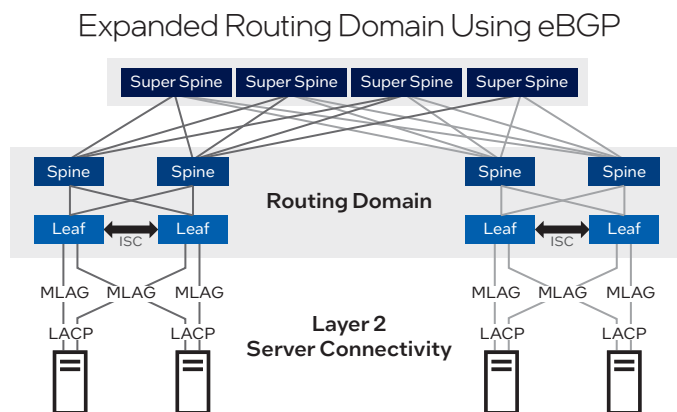 Expanded Routing Domain Using eBGP
Super Spine Super Spine Super Spine Super Spine
Spine Spine Spine Spine
Routing Domain
Leaf Leaf Leaf Leaf
ISC ISC
MLAG MLAG MLAG MLAG MLAG MLAG
LACP LACP LACP LACP
Layer 2
Server Connectivity